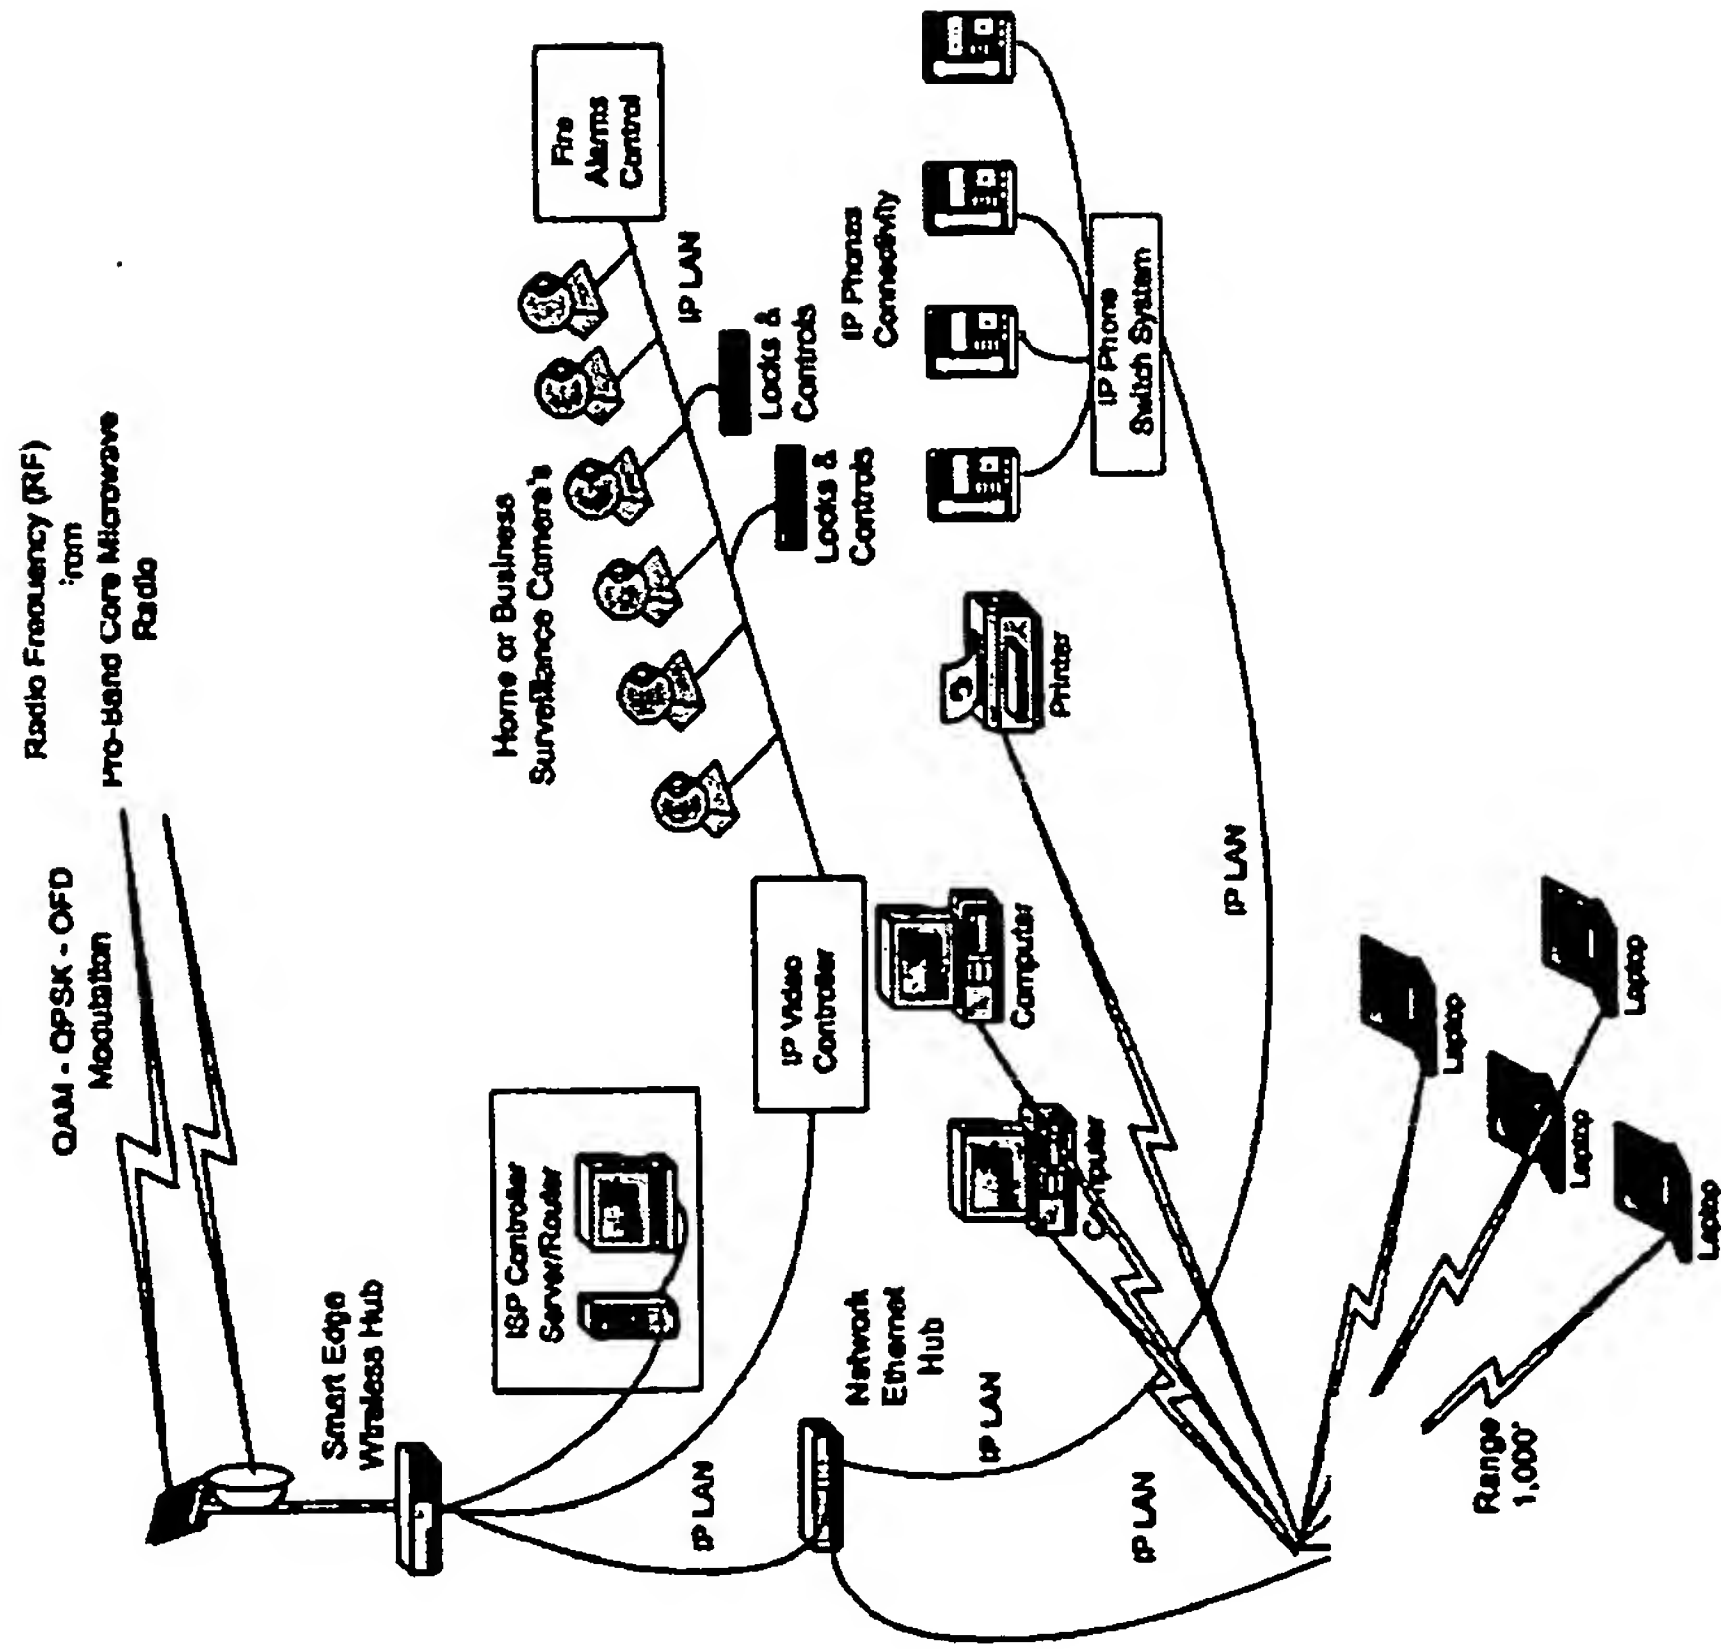 Radio Frequency (RF)
from
Pro-Band Core Microwave
Radio
QAM - QPSK - OFD
Modulation
Smart Edge
Wireless Hub
ISP Controller
Server/Router
Home or Business
Surveillance Camera's
Fire
Alarms
Control
IP LAN
Locks &
Controls
Locks &
Controls
IP Video
Controller
IP LAN
Network
Ethernet
Hub
IP LAN
IP LAN
Computer
Computer
Printer
IP Phones
Connectivity
IP Phone
Switch System
IP LAN
Laptop
Laptop
Laptop
Laptop
Range
1,000'